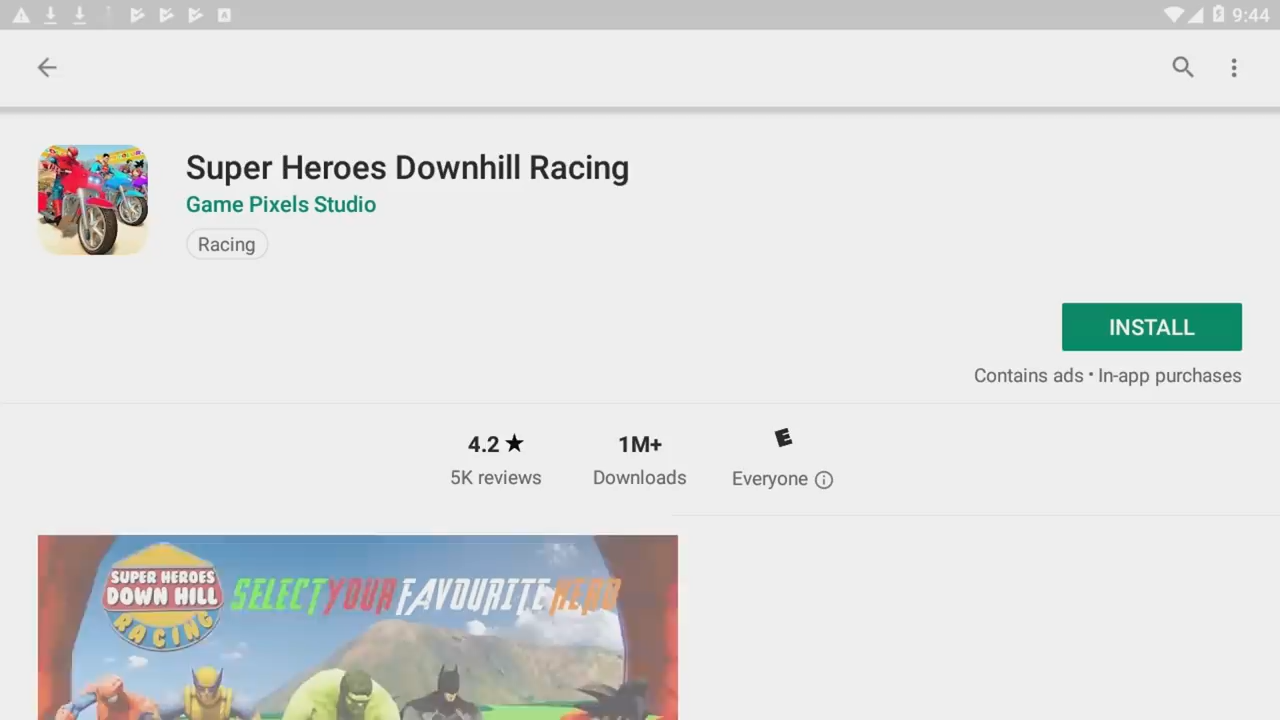 9:44
Super Heroes Downhill Racing
Game Pixels Studio
Racing
INSTALL
Contains ads • In-app purchases
4.2 ★
5K reviews
1M+
Downloads
E
Everyone
SUPER HEROES
DOWN HILL
RACING
SELECT YOUR FAVOURITE HERO